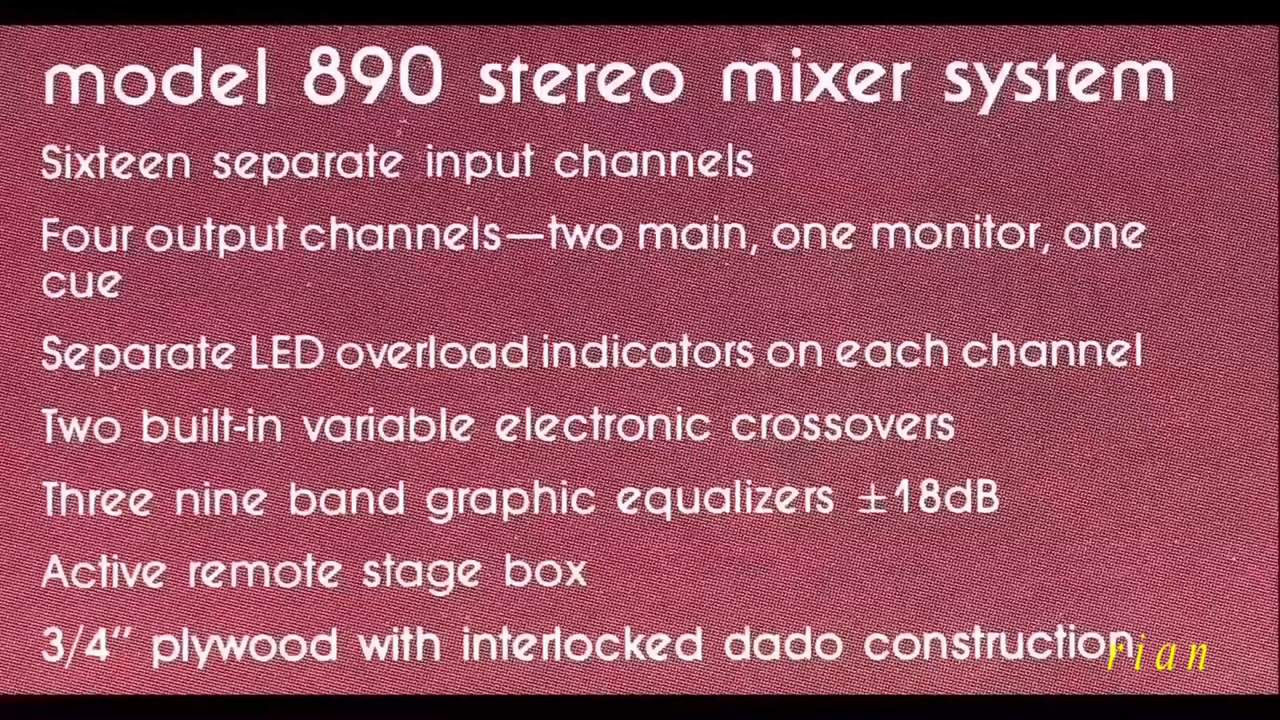 model 890 stereo mixer system
Sixteen separate input channels
Four output channels—two main, one monitor, one
cue
Separate LED overload indicators on each channel
Two built-in variable electronic crossovers
Three nine band graphic equalizers ±18dB
Active remote stage box
3/4″ plywood with interlocked dado construction
rian